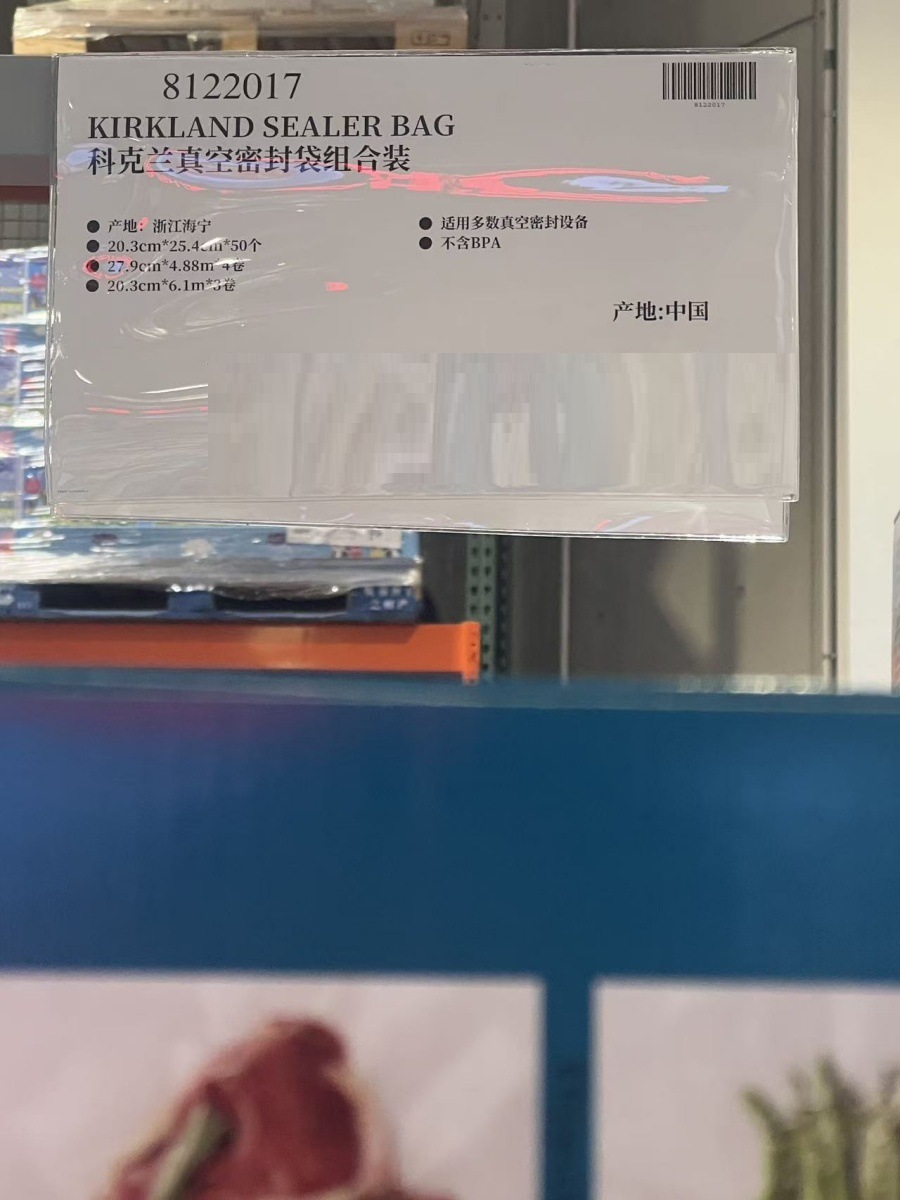 8122017
8122017
KIRKLAND SEALER BAG
科克兰真空密封袋组合装
● 产地：浙江海宁
● 20.3cm*25.4cm*50个
● 27.9cm*4.88m*4卷
● 20.3cm*6.1m*3卷
● 适用多数真空密封设备
● 不含BPA
产地:中国